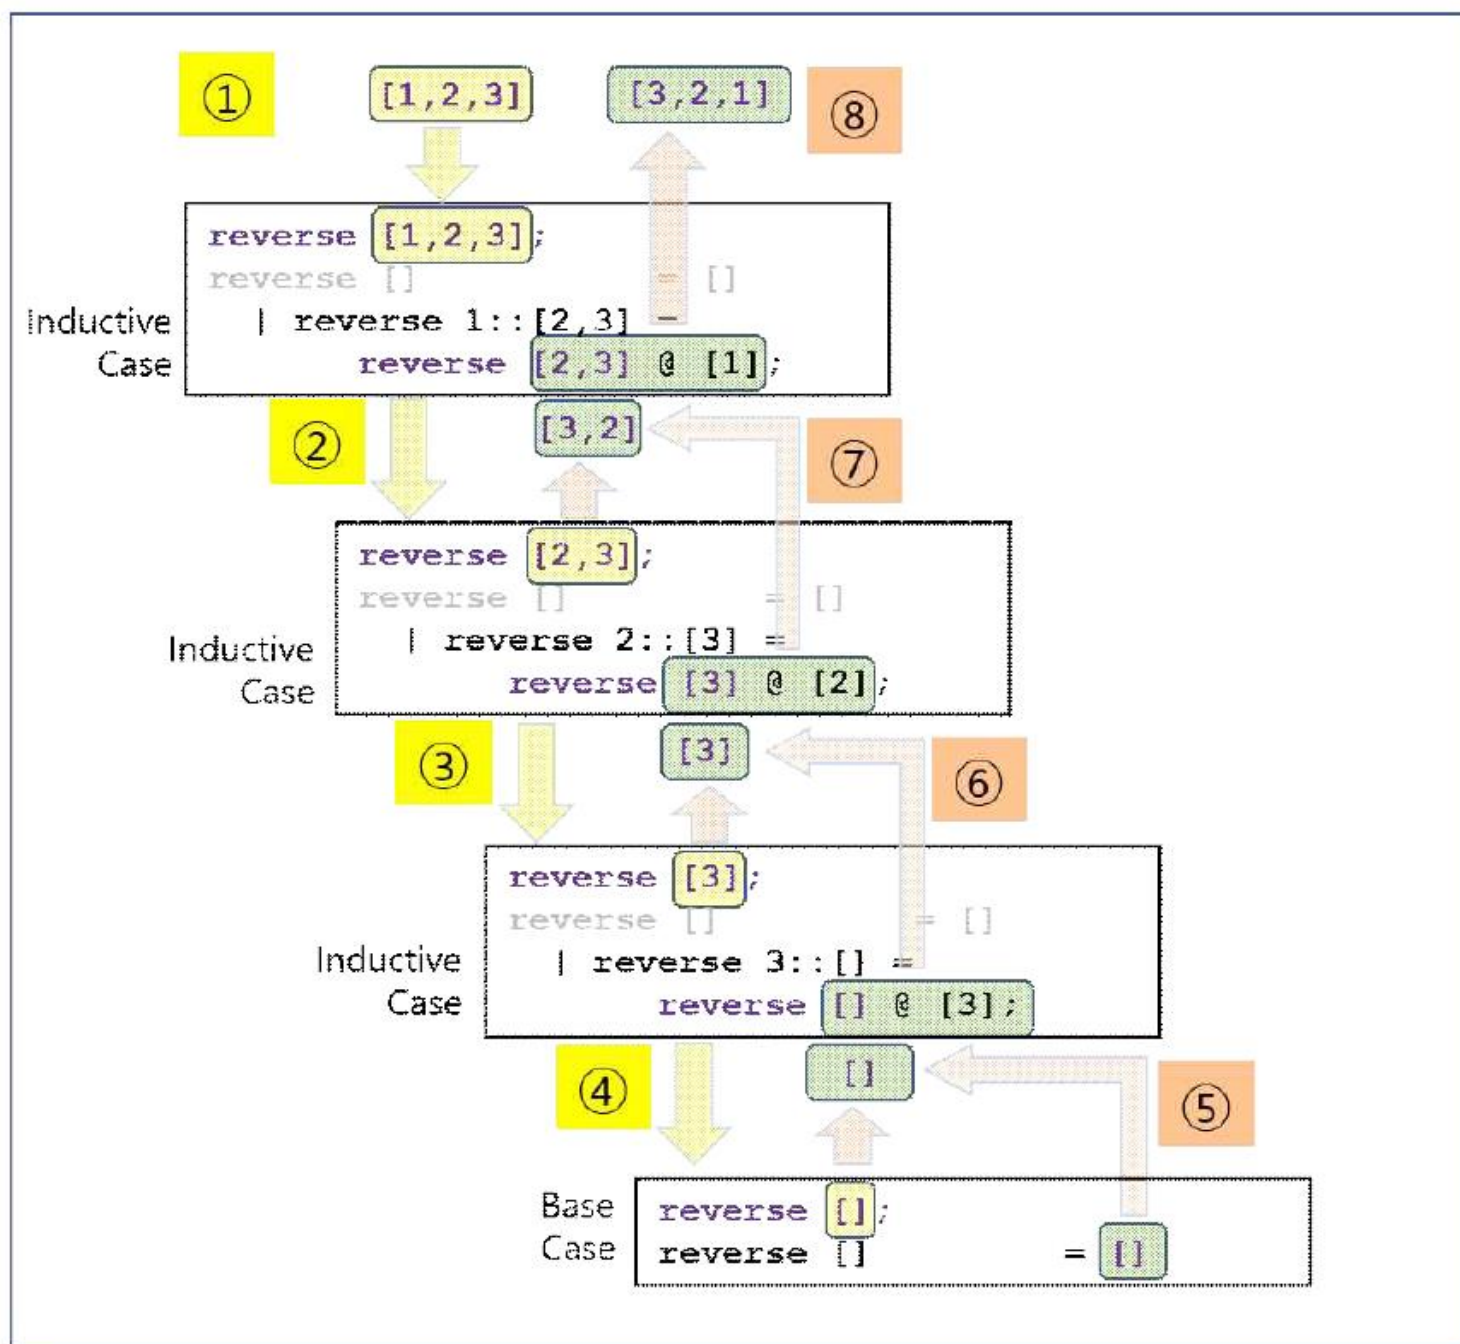 ① [1,2,3] [3,2,1] ⑧
reverse [1,2,3];
reverse [] = []
Inductive Case
| reverse 1::[2,3] =
reverse [2,3] @ [1];
② [3,2] ⑦
reverse [2,3];
reverse [] = []
Inductive Case
| reverse 2::[3] =
reverse [3] @ [2];
③ [3] ⑥
reverse [3];
reverse [] = []
Inductive Case
| reverse 3::[] =
reverse [] @ [3];
④ [] ⑤
Base Case
reverse [];
reverse [] = []